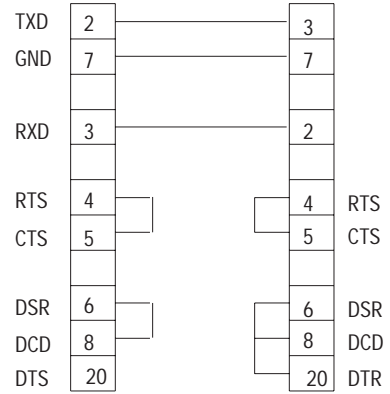 TXD 2 3
GND 7 7
RXD 3 2
RTS 4 4 RTS
CTS 5 5 CTS
DSR 6 6 DSR
DCD 8 8 DCD
DTS 20 20 DTR